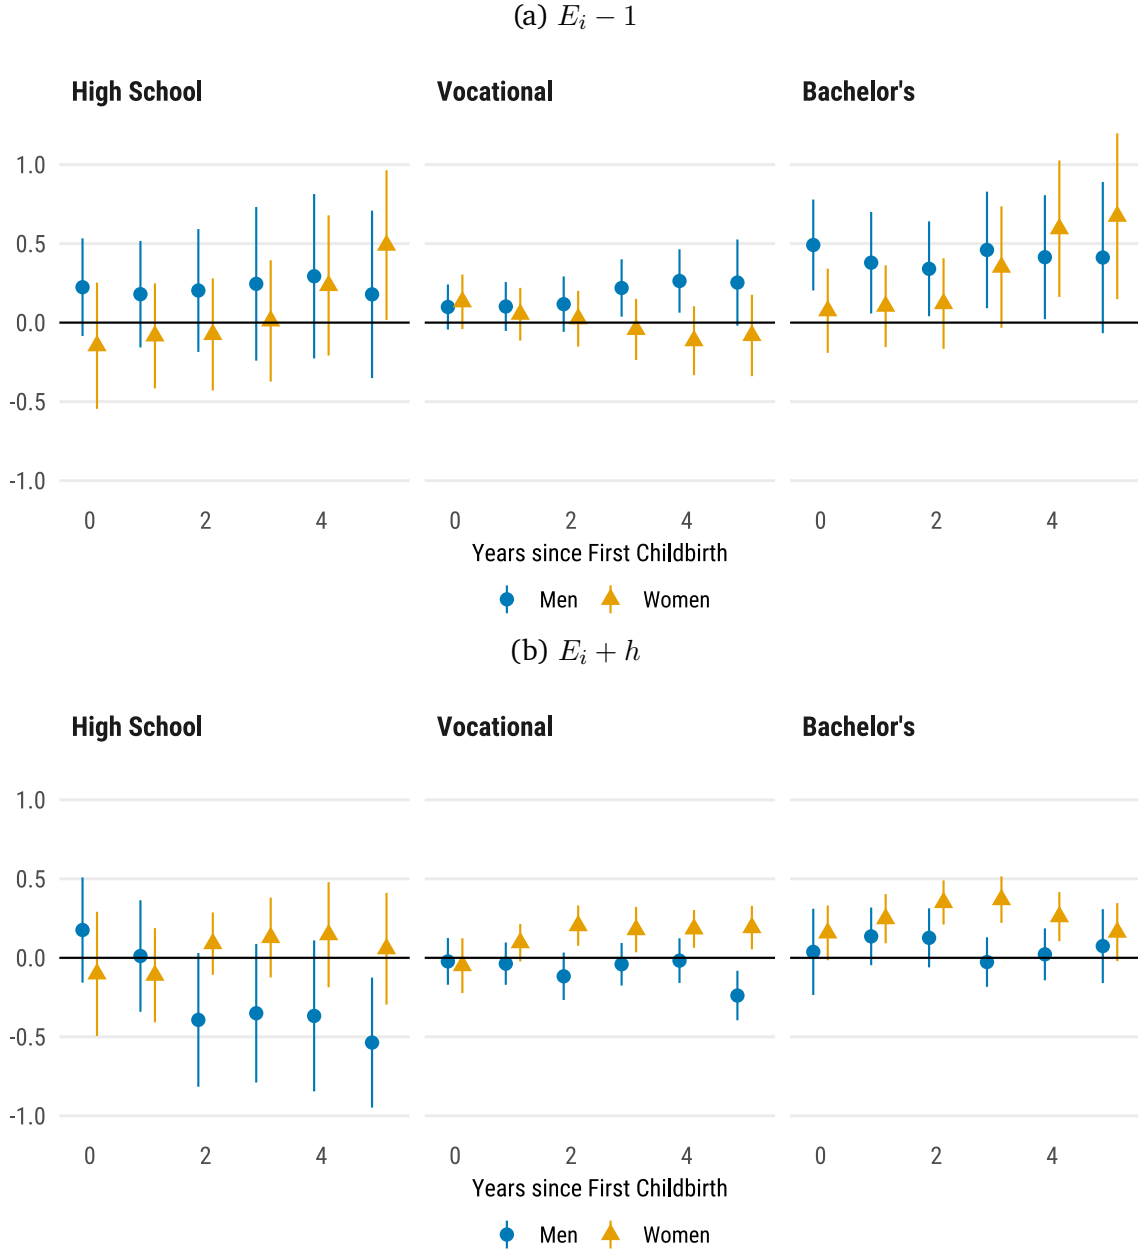 (a) E_i − 1
High School Vocational Bachelor's
1.0
0.5
0.0
-0.5
-1.0
0 2 4 0 2 4 0 2 4
Years since First Childbirth
Men Women
(b) E_i + h
High School Vocational Bachelor's
1.0
0.5
0.0
-0.5
-1.0
0 2 4 0 2 4 0 2 4
Years since First Childbirth
Men Women